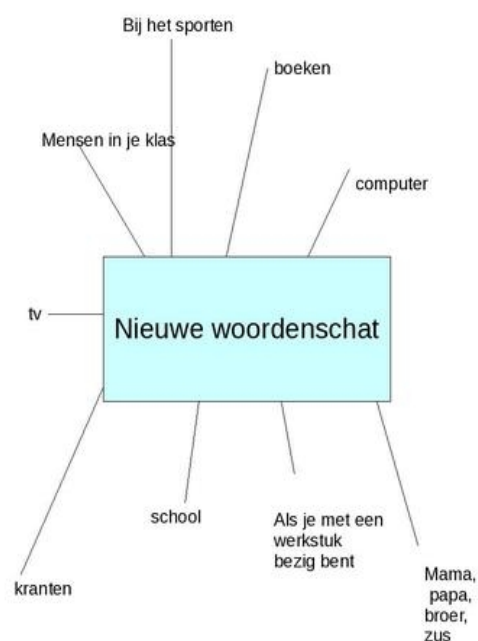 Bij het sporten
boeken
Mensen in je klas
computer
tv
Nieuwe woordenschat
school
Als je met een
werkstuk
bezig bent
kranten
Mama,
papa,
broer,
zus